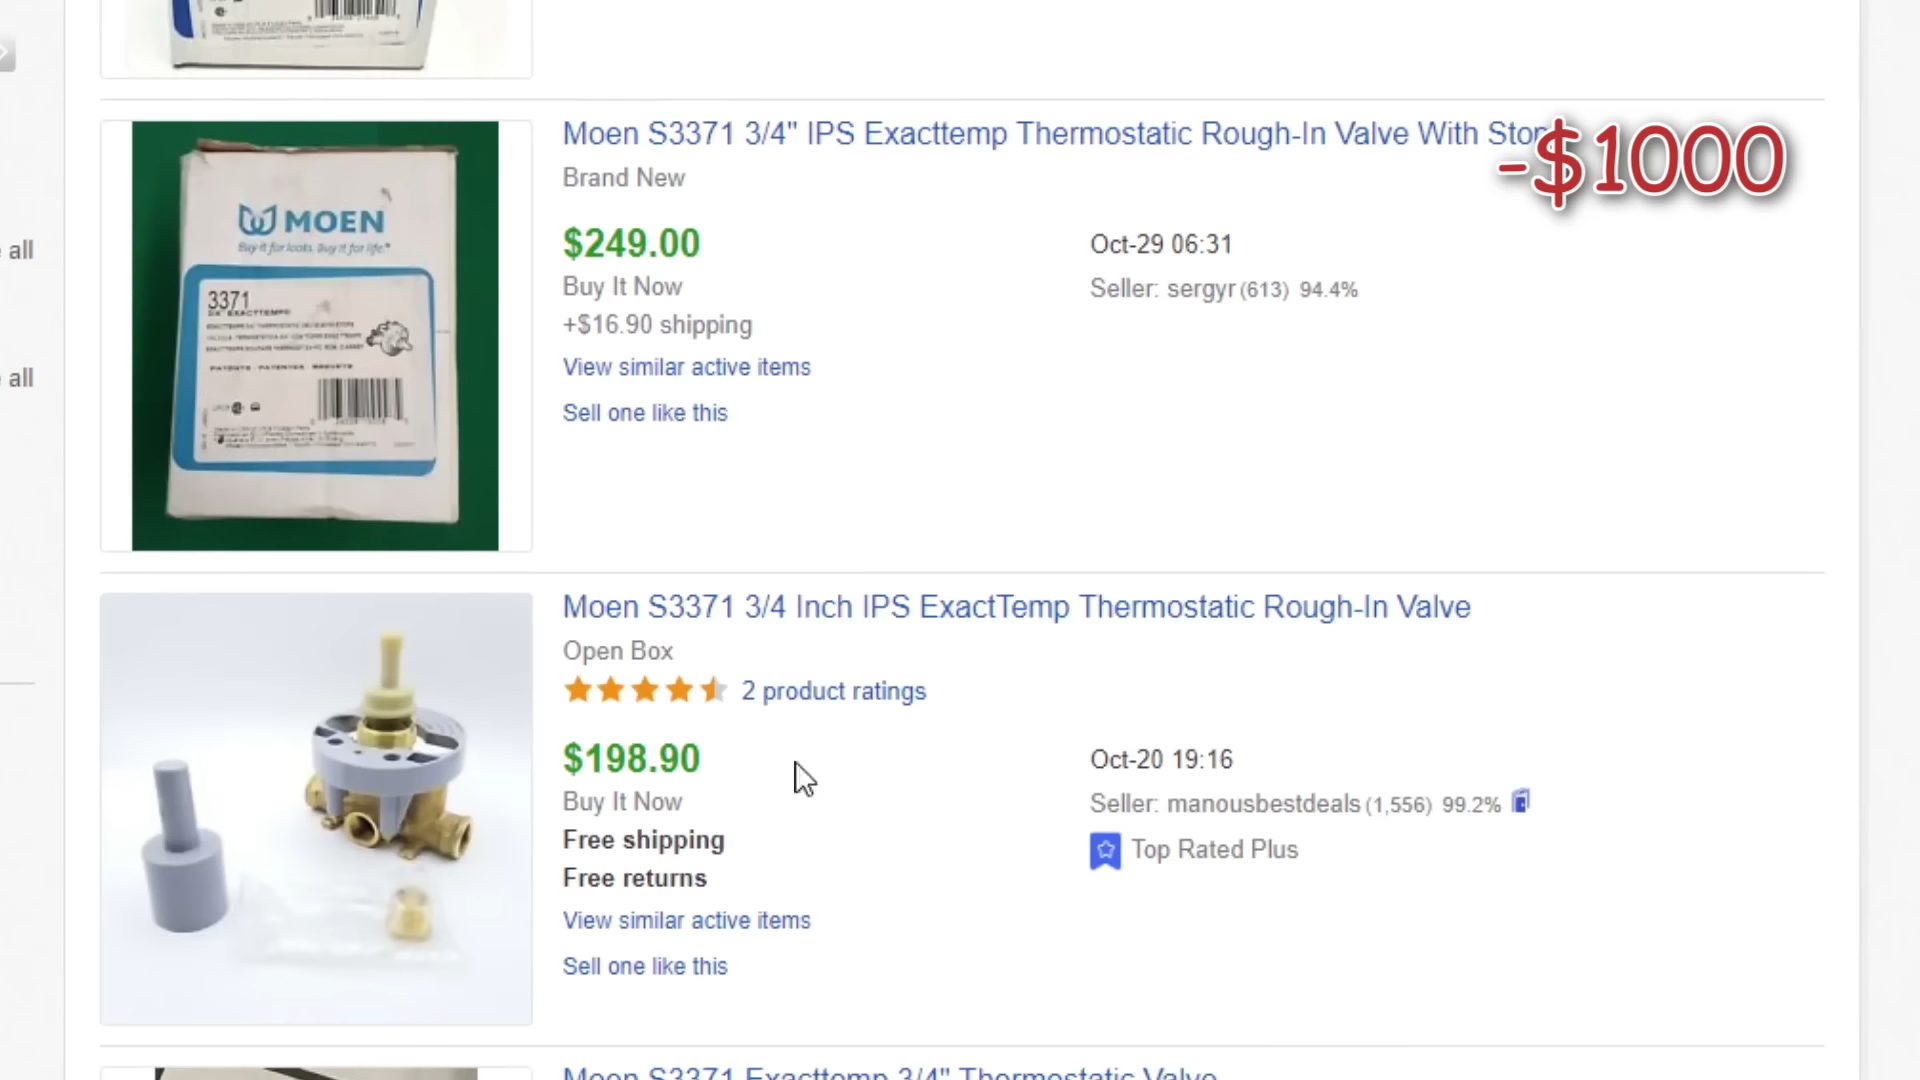 Moen S3371 3/4" IPS Exacttemp Thermostatic Rough-In Valve With Stop
-$1000
Brand New
MOEN
Buy it for looks. Buy it for life.®
3371
$249.00
Oct-29 06:31
Buy It Now
Seller: sergyr (613) 94.4%
+$16.90 shipping
View similar active items
Sell one like this
all
all
Moen S3371 3/4 Inch IPS ExactTemp Thermostatic Rough-In Valve
Open Box
2 product ratings
$198.90
Oct-20 19:16
Buy It Now
Seller: manousbestdeals (1,556) 99.2%
Free shipping
Top Rated Plus
Free returns
View similar active items
Sell one like this
Moen S3371 Exacttemp 3/4" Thermostatic Valve